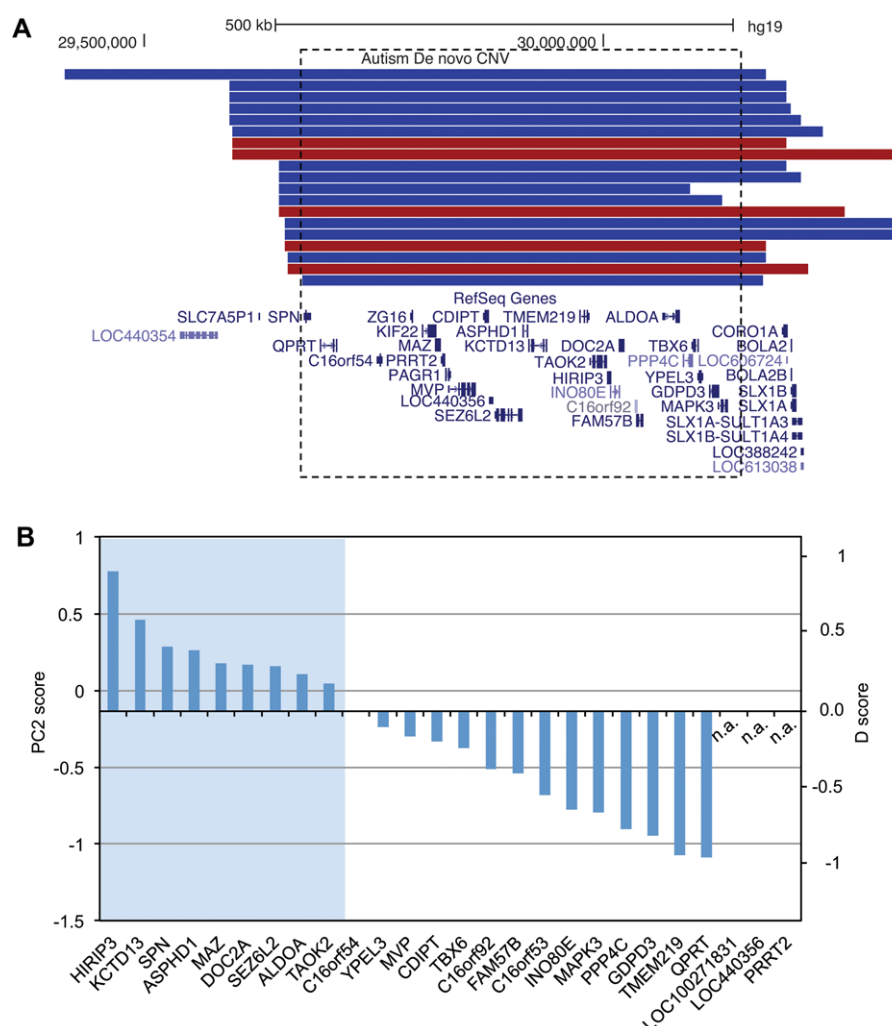 A
500 kb
hg19
29,500,000
30,000,000
Autism De novo CNV
RefSeq Genes
SLC7A5P1 SPN ZG16 CDIPT TMEM219 ALDOA
LOC440354 KIF22 ASPHD1 CORO1A
QPRT MAZ KCTD13 DOC2A TBX6 BOLA2
C16orf54 PRRT2 TAOK2 PPP4C LOC606724
PAGR1 HIRIP3 YPEL3 BOLA2B
MVP INO80E GDPD3 SLX1B
LOC440356 C16orf92 MAPK3 SLX1A
SEZ6L2 FAM57B SLX1A-SULT1A3
SLX1B-SULT1A4
LOC388242
LOC613038
B
PC2 score
1
0.5
0
-0.5
-1
-1.5
1
0.5
0.0
-0.5
-1
D score
n.a.
n.a.
n.a.
HIRIP3
KCTD13
SPN
ASPHD1
MAZ
DOC2A
SEZ6L2
ALDOA
TAOK2
C16orf54
YPEL3
MVP
CDIPT
TBX6
C16orf92
FAM57B
C16orf53
INO80E
MAPK3
PPP4C
GDPD3
TMEM219
QPRT
LOC100271831
LOC440356
PRRT2